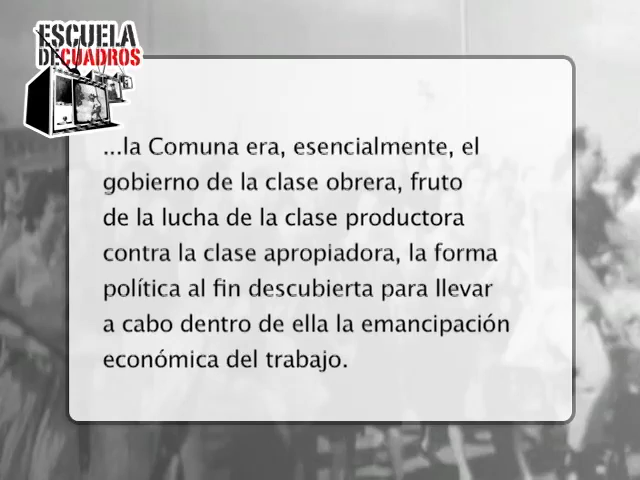 ESCUELA
DECUADROS
...la Comuna era, esencialmente, el
gobierno de la clase obrera, fruto
de la lucha de la clase productora
contra la clase apropiadora, la forma
política al fin descubierta para llevar
a cabo dentro de ella la emancipación
económica del trabajo.